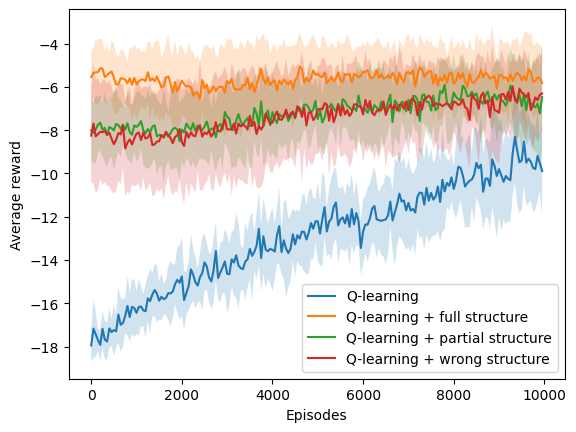 −4
−6
−8
−10
−12
−14
−16
−18
Average reward
0
2000
4000
6000
8000
10000
Episodes
Q-learning
Q-learning + full structure
Q-learning + partial structure
Q-learning + wrong structure